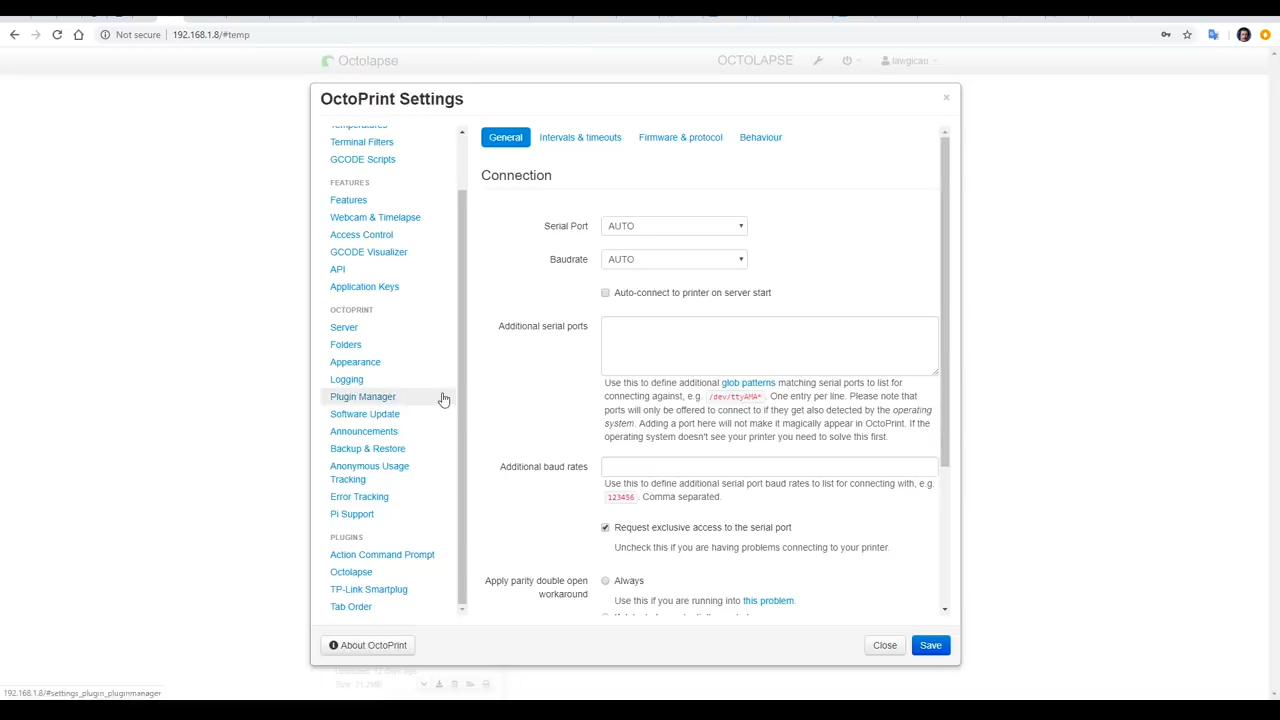 Not secure 192.168.1.8/#temp
Octolapse
OCTOLAPSE
lawgicau
OctoPrint Settings
×
Temperatures
Terminal Filters
GCODE Scripts
FEATURES
Features
Webcam & Timelapse
Access Control
GCODE Visualizer
API
Application Keys
OCTOPRINT
Server
Folders
Appearance
Logging
Plugin Manager
Software Update
Announcements
Backup & Restore
Anonymous Usage
Tracking
Error Tracking
Pi Support
PLUGINS
Action Command Prompt
Octolapse
TP-Link Smartplug
Tab Order
General Intervals & timeouts Firmware & protocol Behaviour
Connection
Serial Port AUTO
Baudrate AUTO
Auto-connect to printer on server start
Additional serial ports
Use this to define additional glob patterns matching serial ports to list for
connecting against, e.g. /dev/ttyAMA* . One entry per line. Please note that
ports will only be offered to connect to if they get also detected by the operating
system. Adding a port here will not make it magically appear in OctoPrint. If the
operating system doesn't see your printer you need to solve this first.
Additional baud rates
Use this to define additional serial port baud rates to list for connecting with, e.g.
123456 . Comma separated.
Request exclusive access to the serial port
Uncheck this if you are having problems connecting to your printer.
Apply parity double open
workaround
Always
Use this if you are running into this problem.
About OctoPrint
Close
Save
Size: 71.2MB
192.168.1.8/#settings_plugin_pluginmanager